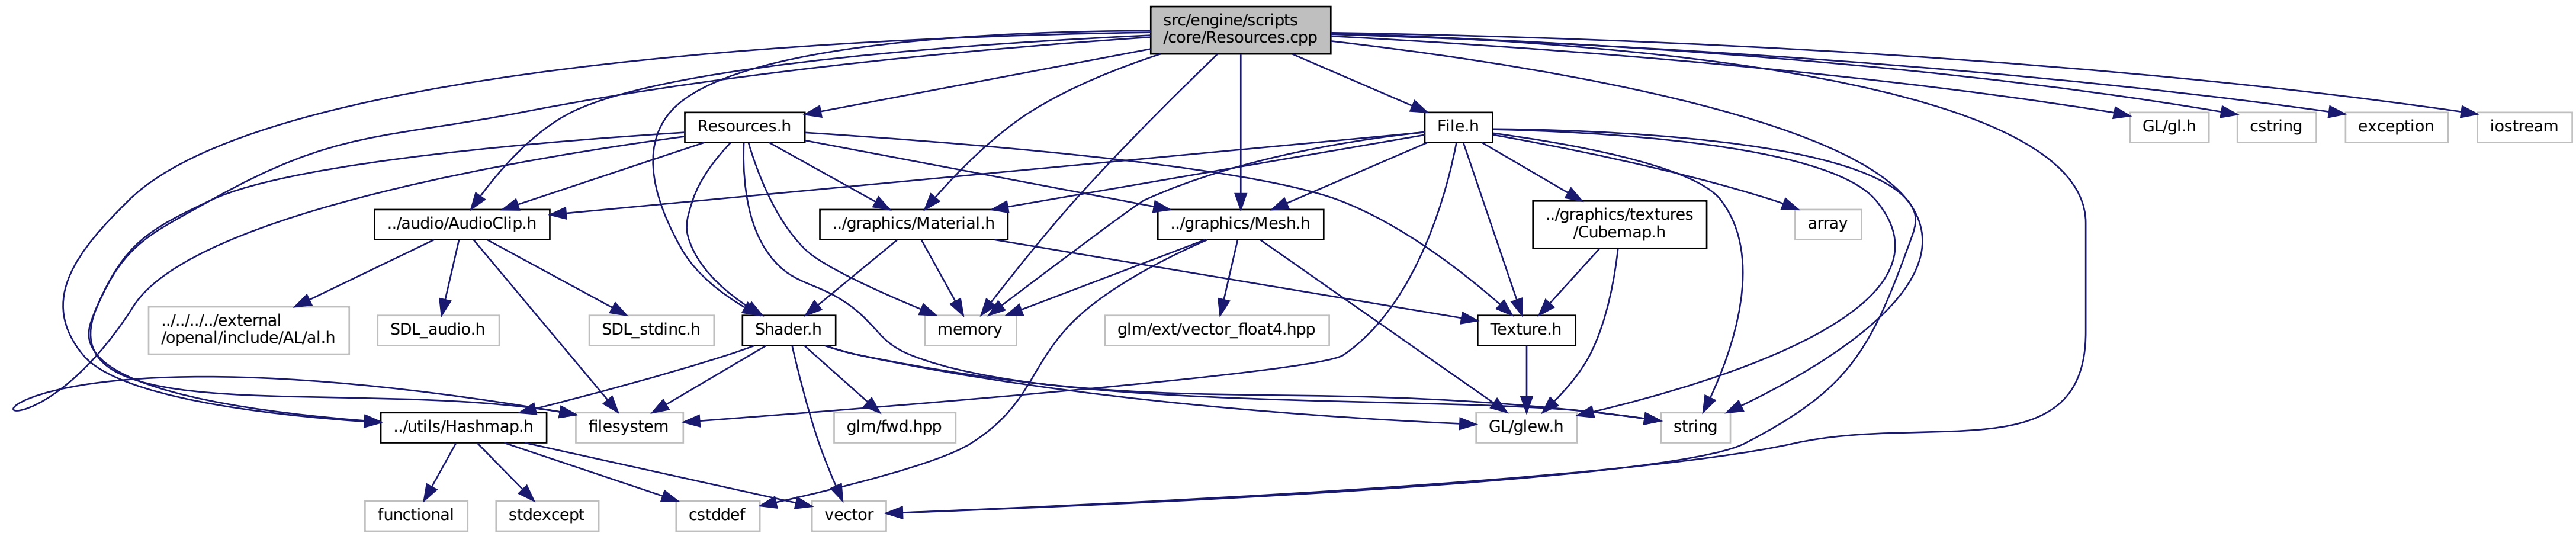 src/engine/scripts
/core/Resources.cpp
Resources.h
File.h
GL/gl.h
cstring
exception
iostream
../audio/AudioClip.h
../graphics/Material.h
../graphics/Mesh.h
../graphics/textures
/Cubemap.h
array
../../../../external
/openal/include/AL/al.h
SDL_audio.h
SDL_stdinc.h
Shader.h
memory
glm/ext/vector_float4.hpp
Texture.h
../utils/Hashmap.h
filesystem
glm/fwd.hpp
GL/glew.h
string
functional
stdexcept
cstddef
vector